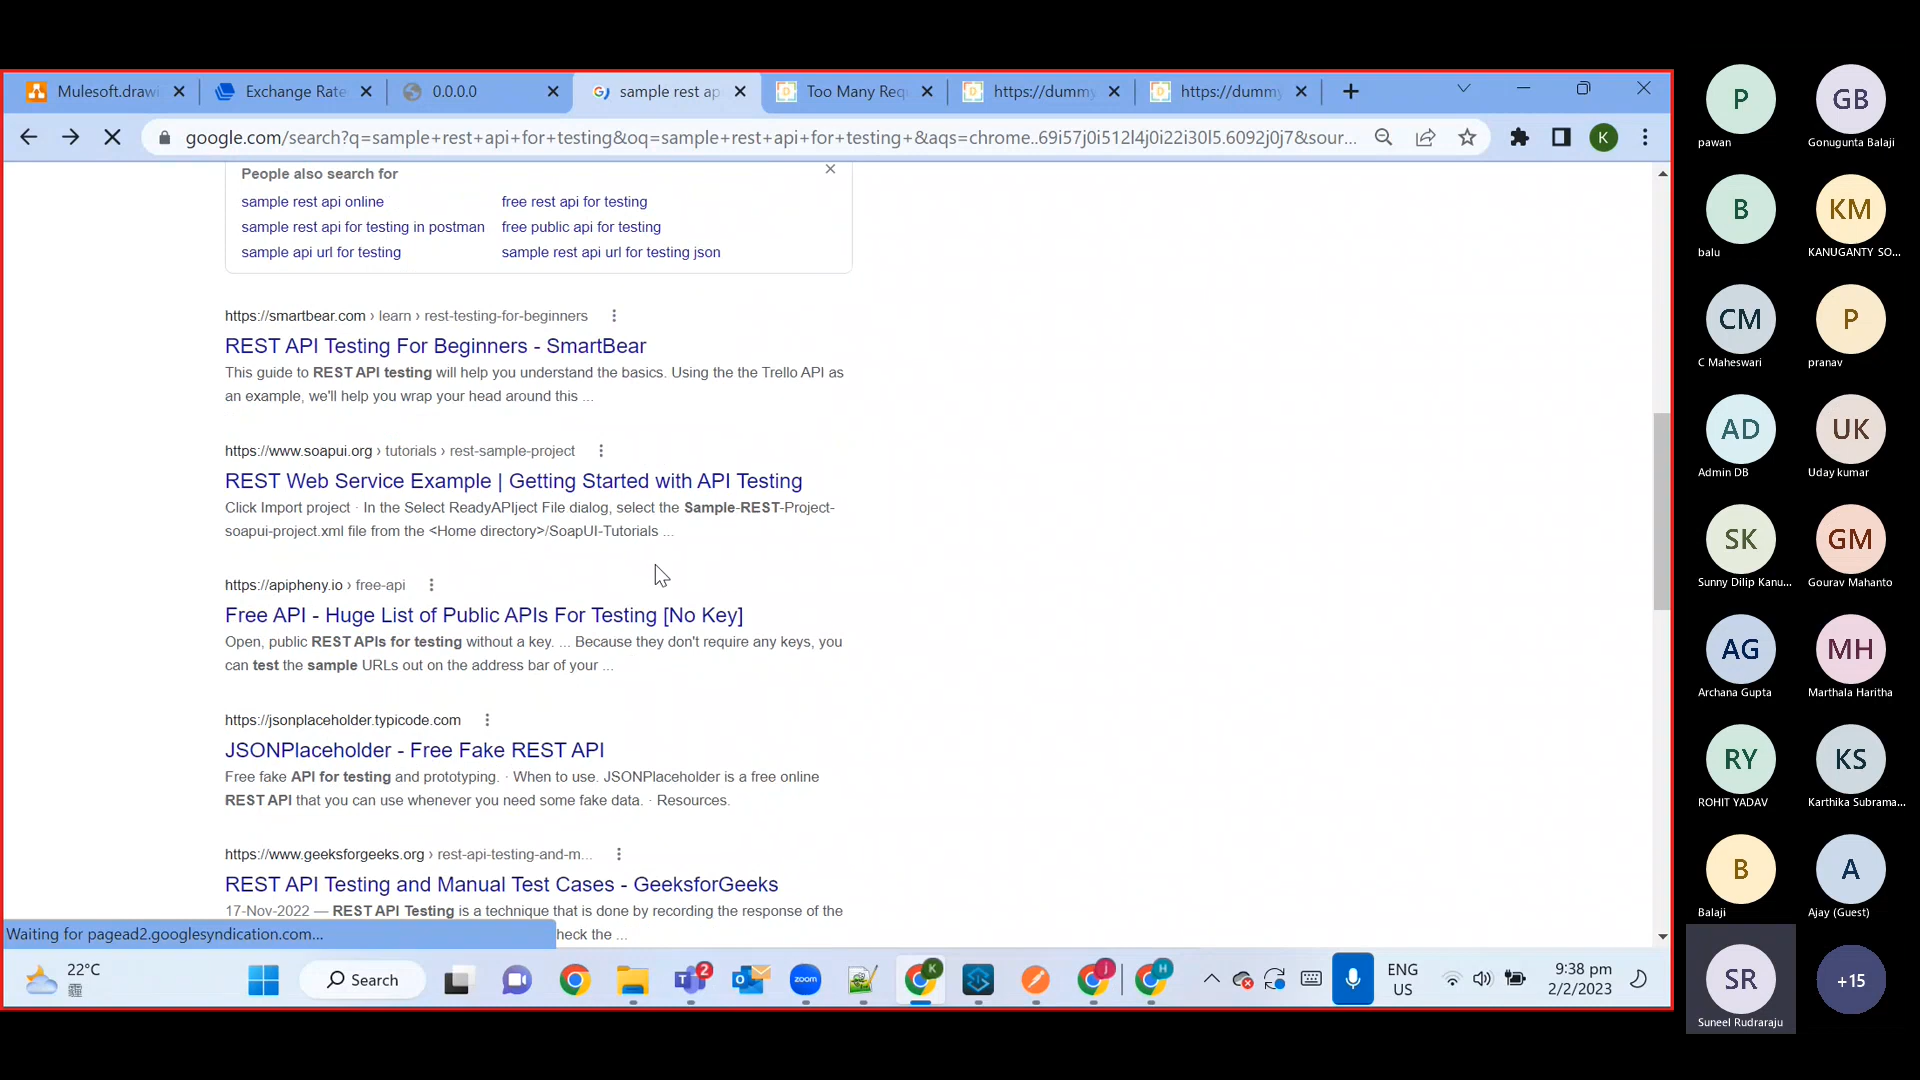 Mulesoft.drawi
Exchange Rate
0.0.0.0
sample rest ap
Too Many Requ
https://dummy
https://dummy
google.com/search?q=sample+rest+api+for+testing&oq=sample+rest+api+for+testing+&aqs=chrome..69i57j0i512l4j0i22i30l5.6092j0j7&sour...
K
People also search for
sample rest api online
free rest api for testing
sample rest api for testing in postman
free public api for testing
sample api url for testing
sample rest api url for testing json
https://smartbear.com › learn › rest-testing-for-beginners
REST API Testing For Beginners - SmartBear
This guide to REST API testing will help you understand the basics. Using the the Trello API as
an example, we'll help you wrap your head around this ...
https://www.soapui.org › tutorials › rest-sample-project
REST Web Service Example | Getting Started with API Testing
Click Import project · In the Select ReadyAPIject File dialog, select the Sample-REST-Project-
soapui-project.xml file from the <Home directory>/SoapUI-Tutorials ...
https://apipheny.io › free-api
Free API - Huge List of Public APIs For Testing [No Key]
Open, public REST APIs for testing without a key. ... Because they don't require any keys, you
can test the sample URLs out on the address bar of your ...
https://jsonplaceholder.typicode.com
JSONPlaceholder - Free Fake REST API
Free fake API for testing and prototyping. · When to use. JSONPlaceholder is a free online
REST API that you can use whenever you need some fake data. · Resources.
https://www.geeksforgeeks.org › rest-api-testing-and-m...
REST API Testing and Manual Test Cases - GeeksforGeeks
17-Nov-2022 — REST API Testing is a technique that is done by recording the response of the
heck the ...
Waiting for pagead2.googlesyndication.com...
22°C
Search
2
zoom
K
J
H
ENG
US
9:38 pm
2/2/2023
P
pawan
GB
Gonugunta Balaji
B
balu
KM
KANUGANTY SO...
CM
C Maheswari
P
pranav
AD
Admin DB
UK
Uday kumar
SK
Sunny Dilip Kanu...
GM
Gourav Mahanto
AG
Archana Gupta
MH
Marthala Haritha
RY
ROHIT YADAV
KS
Karthika Subrama...
B
Balaji
A
Ajay (Guest)
SR
Suneel Rudraraju
+15